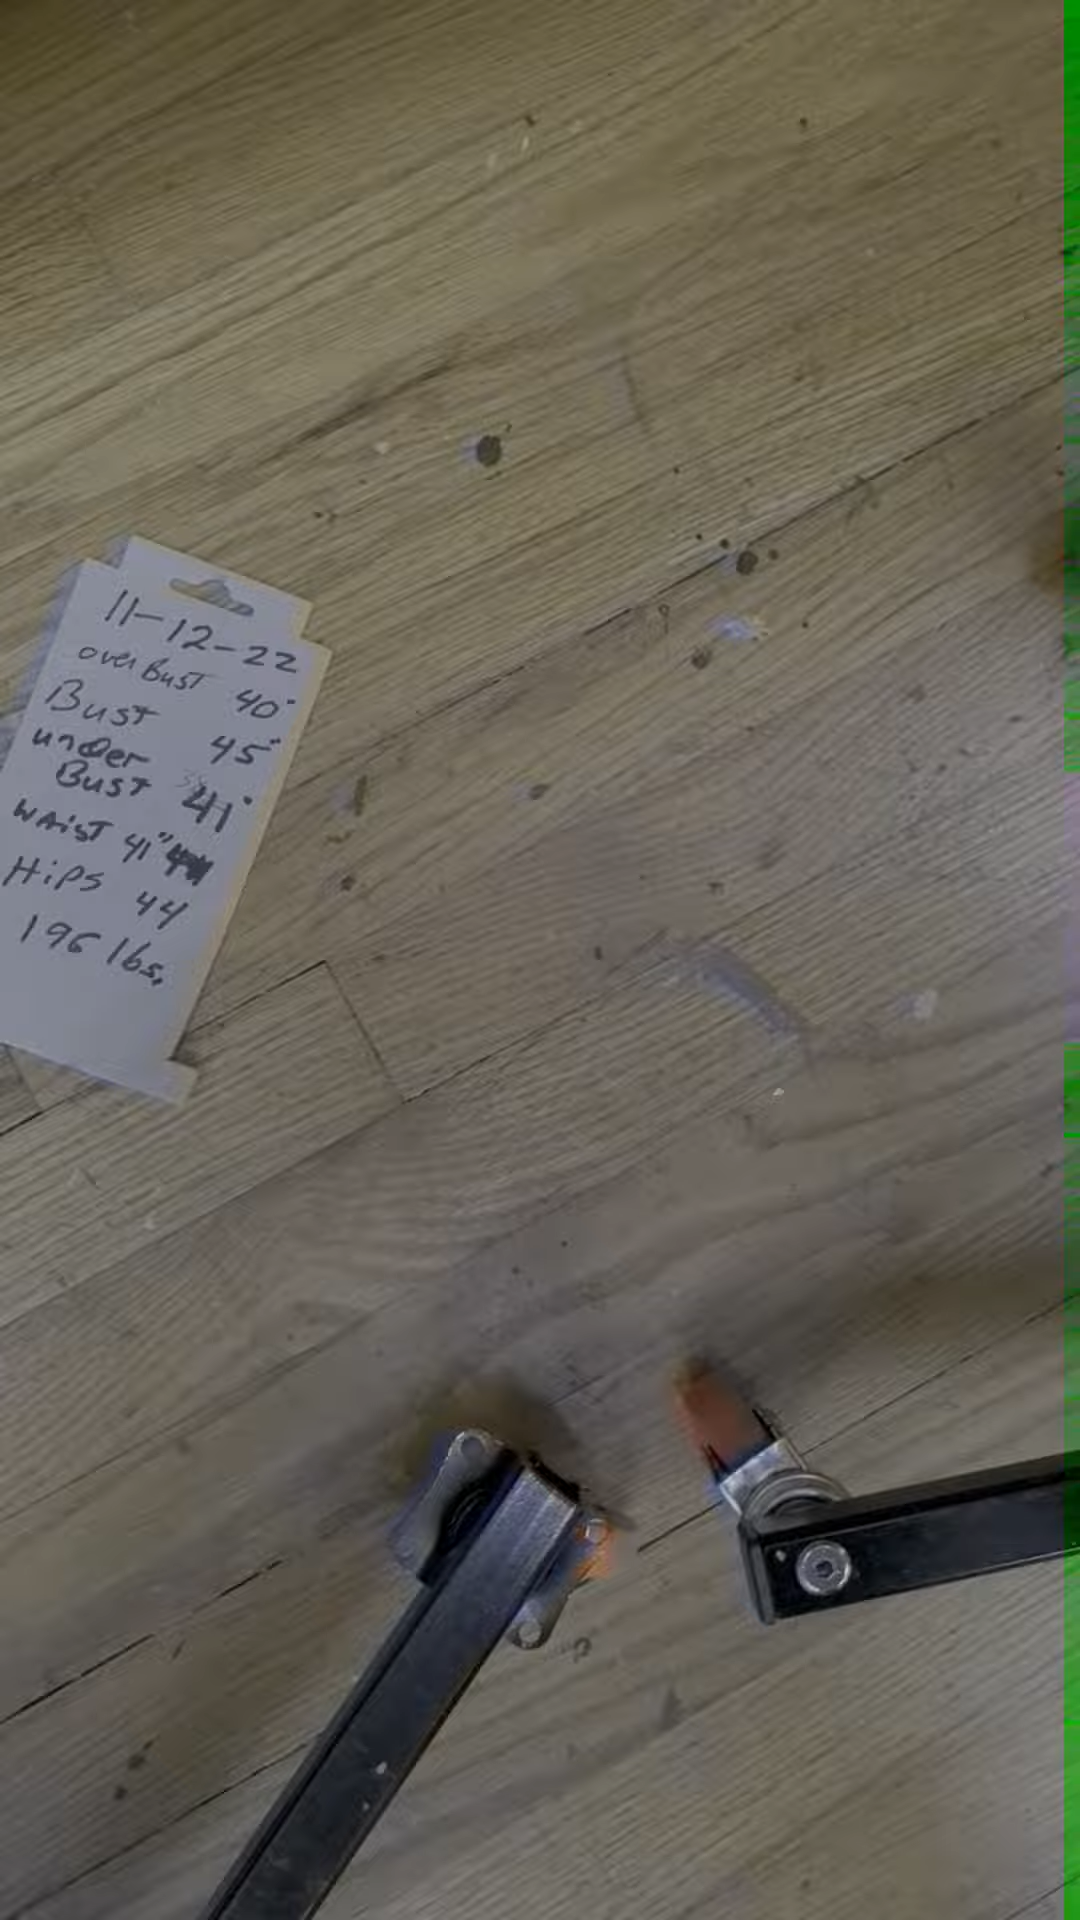 11-12-22
over Bust 40"
Bust 45"
under
Bust 41"
WAisT 41"
Hips 44
196 lbs.